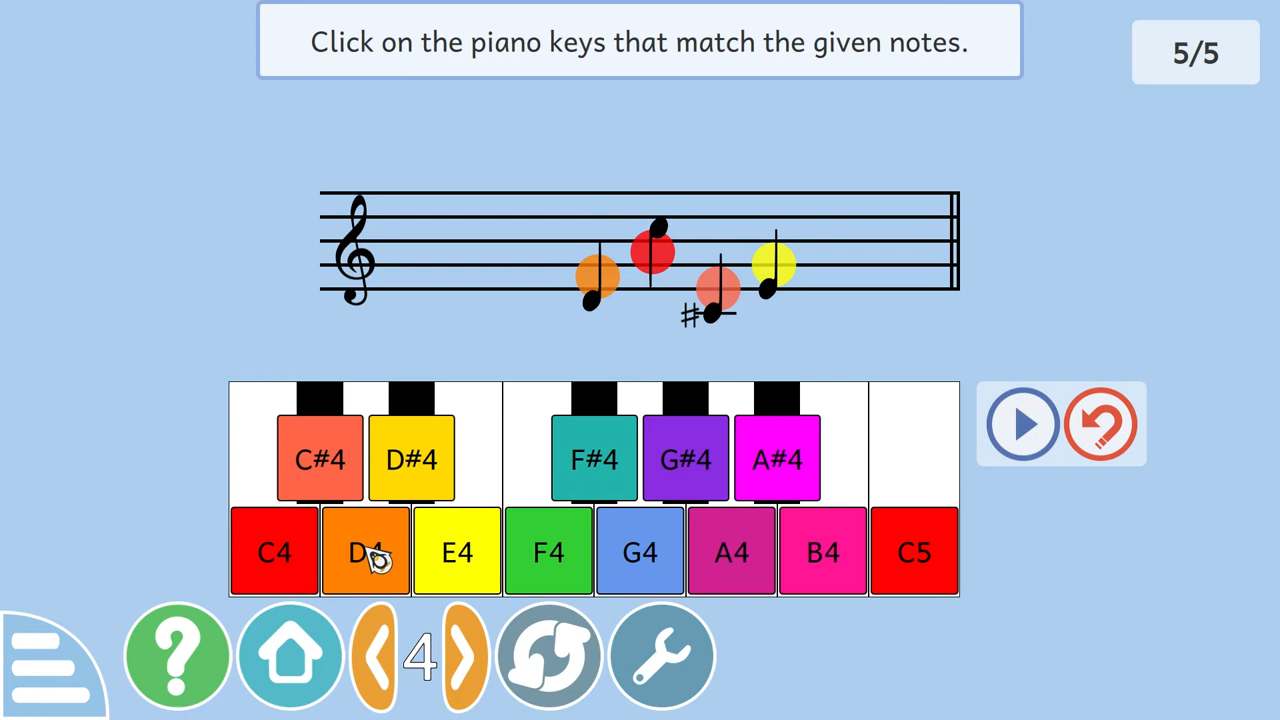 Click on the piano keys that match the given notes.
5/5
C#4 D#4 F#4 G#4 A#4
C4 D4 E4 F4 G4 A4 B4 C5
? 4